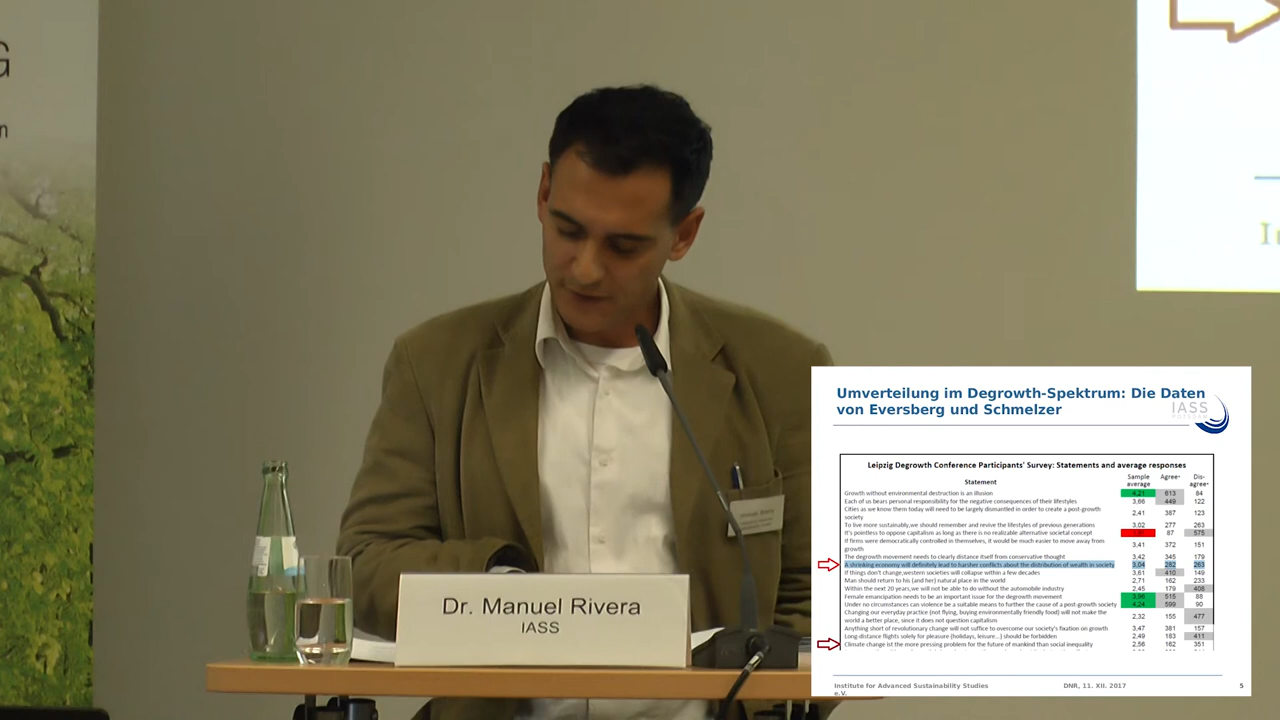 G
n
Dr. Manuel Rivera
IASS
Umverteilung im Degrowth-Spektrum: Die Daten
von Eversberg und Schmelzer
IASS
POTSDAM
Leipzig Degrowth Conference Participants' Survey: Statements and average responses
Statement Sample average Agree+ Dis-agree+
Growth without environmental destruction is an illusion 4,21 613 84
Each of us bears personal responsibility for the negative consequences of their lifestyles 3,66 449 122
Cities as we know them today will need to be largely dismantled in order to create a post-growth
society 2,41 387 123
To live more sustainably,we should remember and revive the lifestyles of previous generations 3,02 277 263
It's pointless to oppose capitalism as long as there is no realizable alternative societal concept 87 575
If firms were democratically controlled in themselves, it would be much easier to move away from
growth 3,41 372 151
The degrowth movement needs to clearly distance itself from conservative thought 3,42 345 179
A shrinking economy will definitely lead to harsher conflicts about the distribution of wealth in society 3,04 282 263
If things don't change,western societies will collapse within a few decades 3,61 410 149
Man should return to his (and her) natural place in the world 2,71 162 233
Within the next 20 years,we will not be able to do without the automobile industry 2,45 179 408
Female emancipation needs to be an important issue for the degrowth movement 3,96 515 88
Under no circumstances can violence be a suitable means to further the cause of a post-growth society 4,24 599 90
Changing our everyday practice (not flying, buying environmentally friendly food) will not make the
world a better place, since it does not question capitalism 2,32 155 477
Anything short of revolutionary change will not suffice to overcome our society's fixation on growth 3,47 381 157
Long-distance flights solely for pleasure (holidays, leisure...) should be forbidden 2,49 183 411
Climate change ist the more pressing problem for the future of mankind than social inequality 2,56 162 351
Institute for Advanced Sustainability Studies
e.V.
DNR, 11. XII. 2017
5